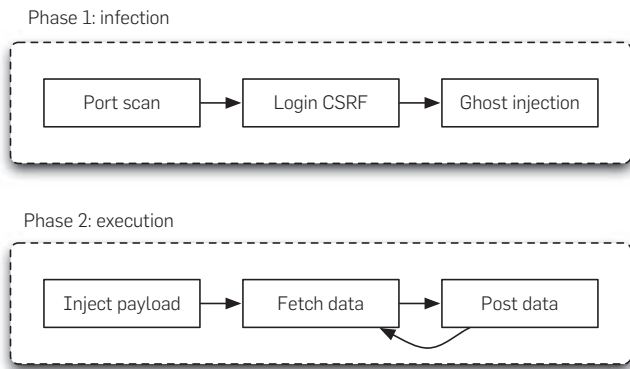 Phase 1: infection
Port scan
Login CSRF
Ghost injection
Phase 2: execution
Inject payload
Fetch data
Post data